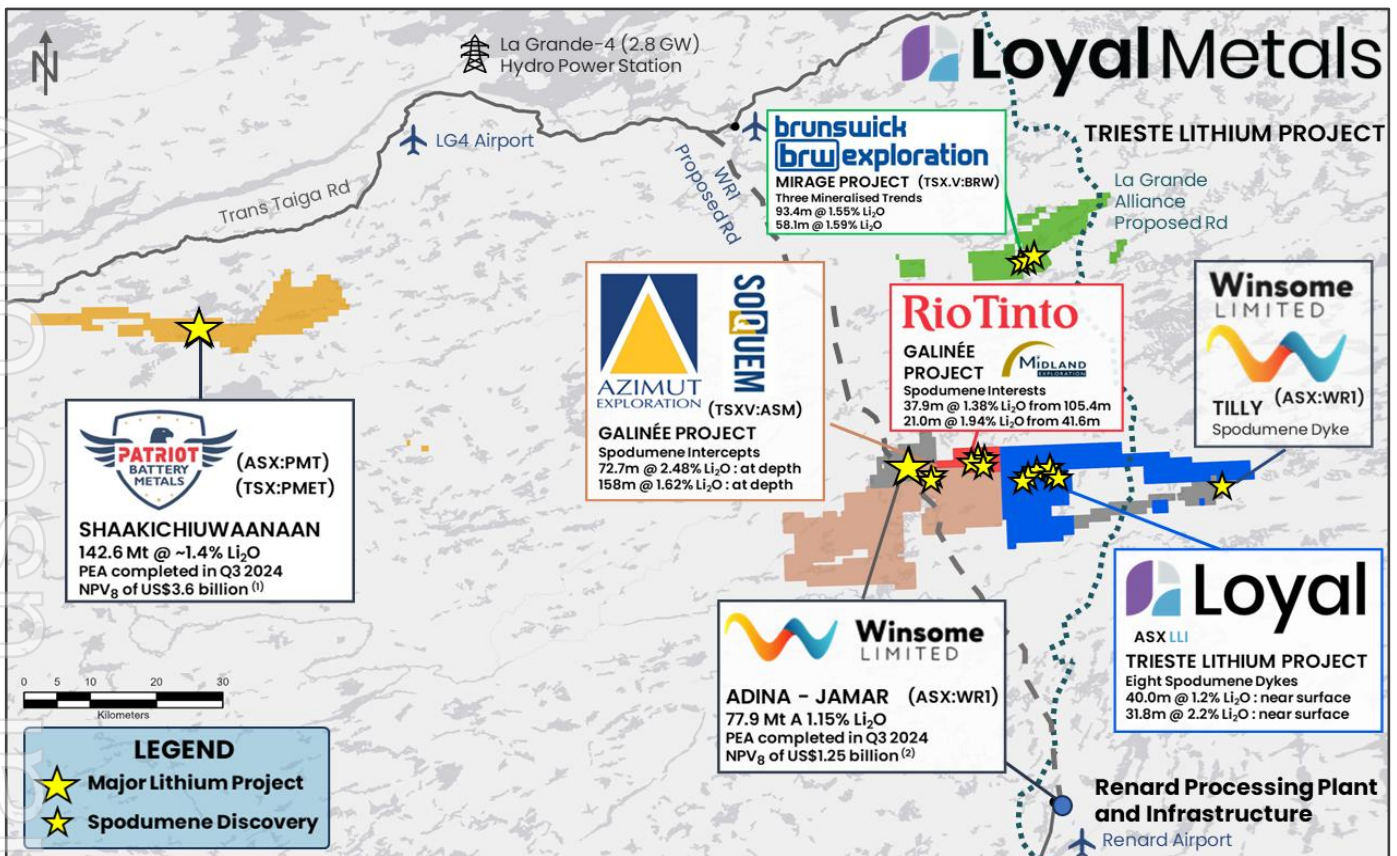 N
La Grande-4 (2.8 GW)
Hydro Power Station
Loyal Metals
TRIESTE LITHIUM PROJECT
LG4 Airport
Trans Taiga Rd
WR1
Proposed Rd
brunswick
brw exploration
MIRAGE PROJECT (TSX.V:BRW)
Three Mineralised Trends
93.4m @ 1.55% Li₂O
58.1m @ 1.59% Li₂O
La Grande
Alliance
Proposed Rd
AZIMUT
EXPLORATION
SOQUEM
(TSXV:ASM)
GALINÉE PROJECT
Spodumene Intercepts
72.7m @ 2.48% Li₂O : at depth
158m @ 1.62% Li₂O : at depth
RioTinto
GALINÉE
PROJECT
MIDLAND
EXPLORATION
Spodumene Interests
37.9m @ 1.38% Li₂O from 105.4m
21.0m @ 1.94% Li₂O from 41.6m
Winsome
LIMITED
TILLY (ASX:WR1)
Spodumene Dyke
PATRIOT
BATTERY
METALS
(ASX:PMT)
(TSX:PMET)
SHAAKICHIUWAANAAN
142.6 Mt @ ~1.4% Li₂O
PEA completed in Q3 2024
NPV₈ of US$3.6 billion (1)
Winsome
LIMITED
ADINA - JAMAR (ASX:WR1)
77.9 Mt A 1.15% Li₂O
PEA completed in Q3 2024
NPV₈ of US$1.25 billion (2)
Loyal
ASX LLI
TRIESTE LITHIUM PROJECT
Eight Spodumene Dykes
40.0m @ 1.2% Li₂O : near surface
31.8m @ 2.2% Li₂O : near surface
0 5 10 20 30
Kilometers
LEGEND
Major Lithium Project
Spodumene Discovery
Renard Processing Plant
and Infrastructure
Renard Airport